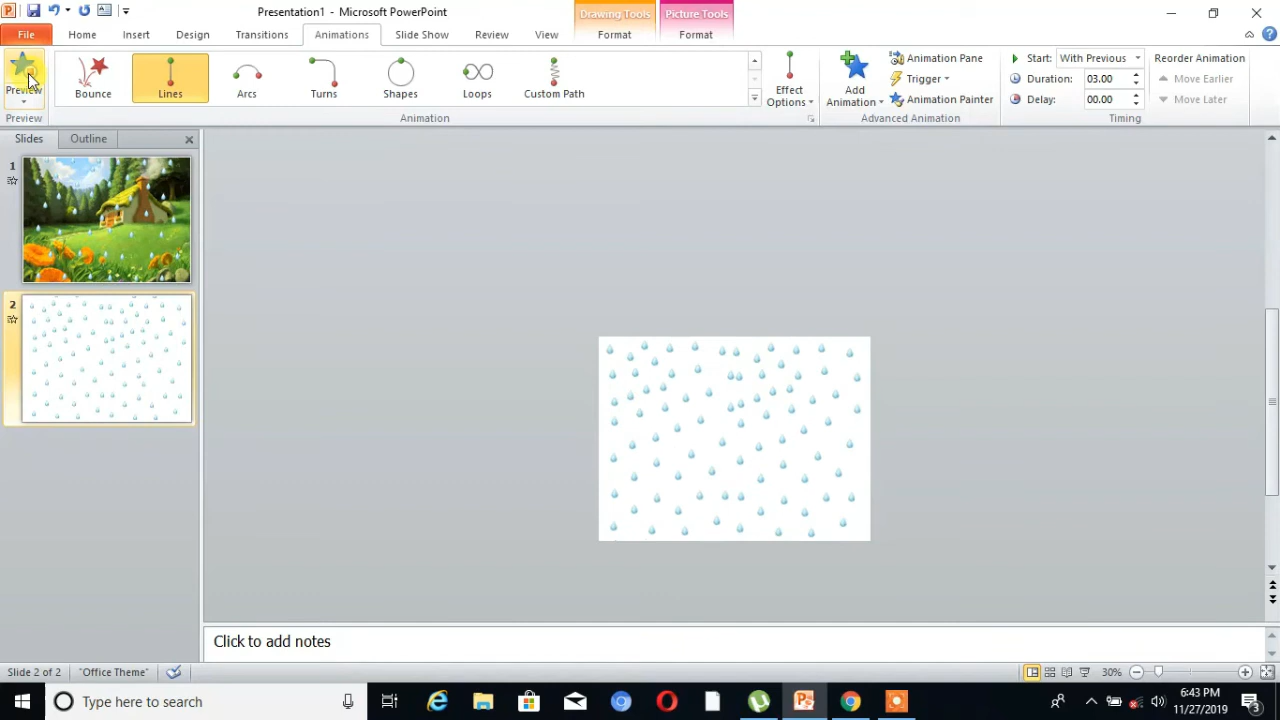 Presentation1 - Microsoft PowerPoint
Drawing Tools
Picture Tools
File
Home
Insert
Design
Transitions
Animations
Slide Show
Review
View
Format
Format
Preview
Bounce
Lines
Arcs
Turns
Shapes
Loops
Custom Path
Effect
Options
Add
Animation
Animation Pane
Trigger
Animation Painter
Start:
With Previous
Duration:
03.00
Delay:
00.00
Reorder Animation
Move Earlier
Move Later
Preview
Animation
Advanced Animation
Timing
Slides
Outline
1
2
Click to add notes
Slide 2 of 2
"Office Theme"
30%
Type here to search
6:43 PM
11/27/2019
3